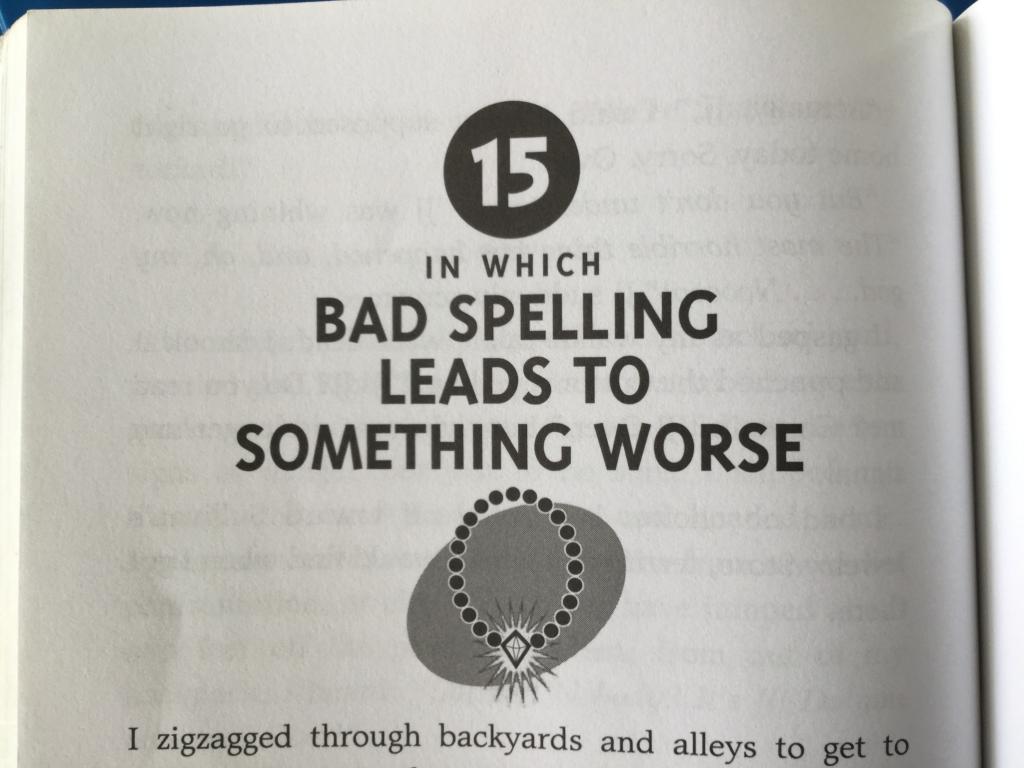 15
IN WHICH
BAD SPELLING
LEADS TO
SOMETHING WORSE
I zigzagged through backyards and alleys to get to